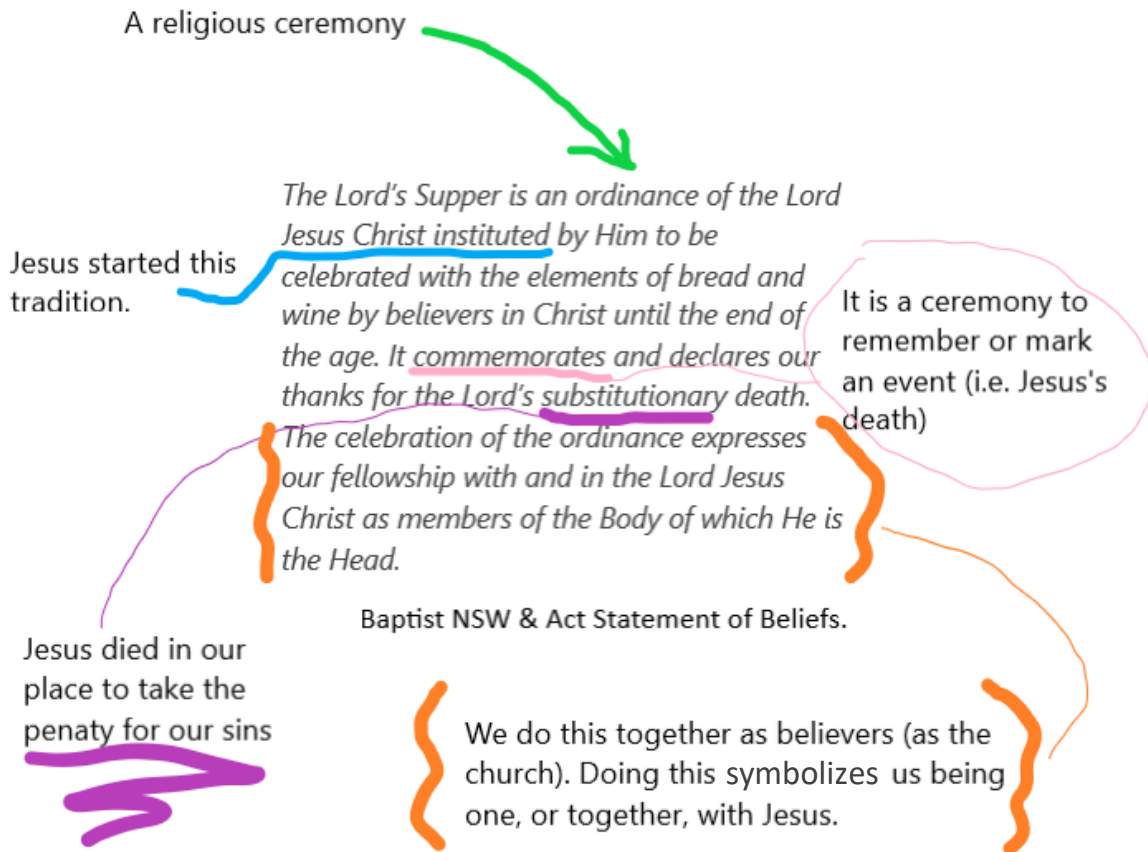 A religious ceremony
The Lord's Supper is an ordinance of the Lord
Jesus Christ instituted by Him to be
celebrated with the elements of bread and
wine by believers in Christ until the end of
the age. It commemorates and declares our
thanks for the Lord's substitutionary death.
The celebration of the ordinance expresses
our fellowship with and in the Lord Jesus
Christ as members of the Body of which He is
the Head.
Jesus started this
tradition.
It is a ceremony to
remember or mark
an event (i.e. Jesus's
death)
Baptist NSW & Act Statement of Beliefs.
Jesus died in our
place to take the
penaty for our sins
We do this together as believers (as the
church). Doing this symbolizes us being
one, or together, with Jesus.